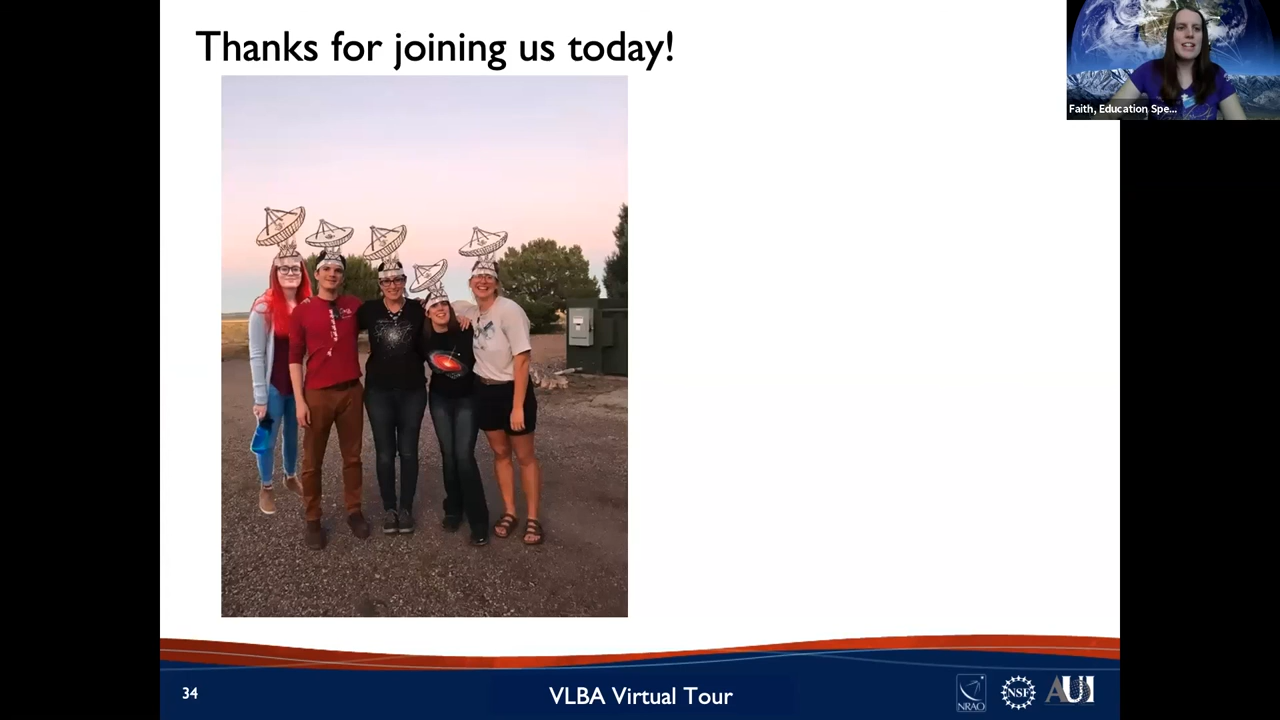 Thanks for joining us today!
Faith, Education Spe...
34
VLBA Virtual Tour
NRAO
NSF
AUI